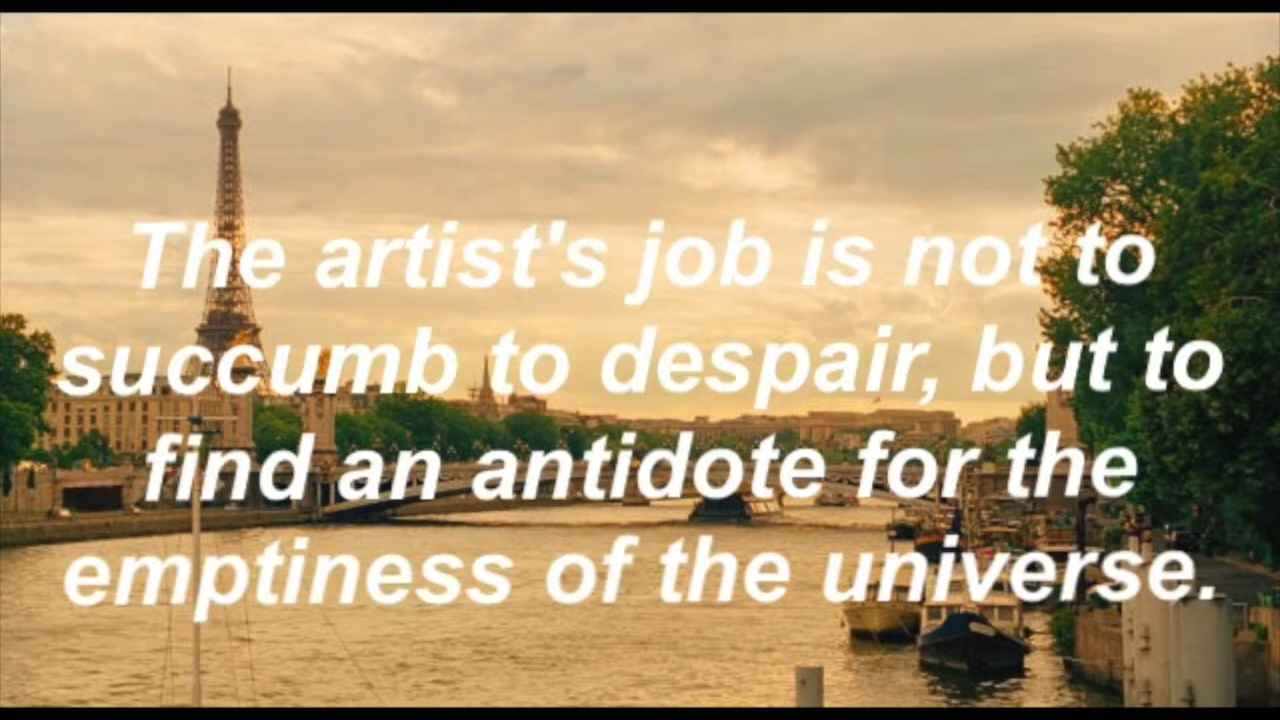 The artist's job is not to
succumb to despair, but to
find an antidote for the
emptiness of the universe.